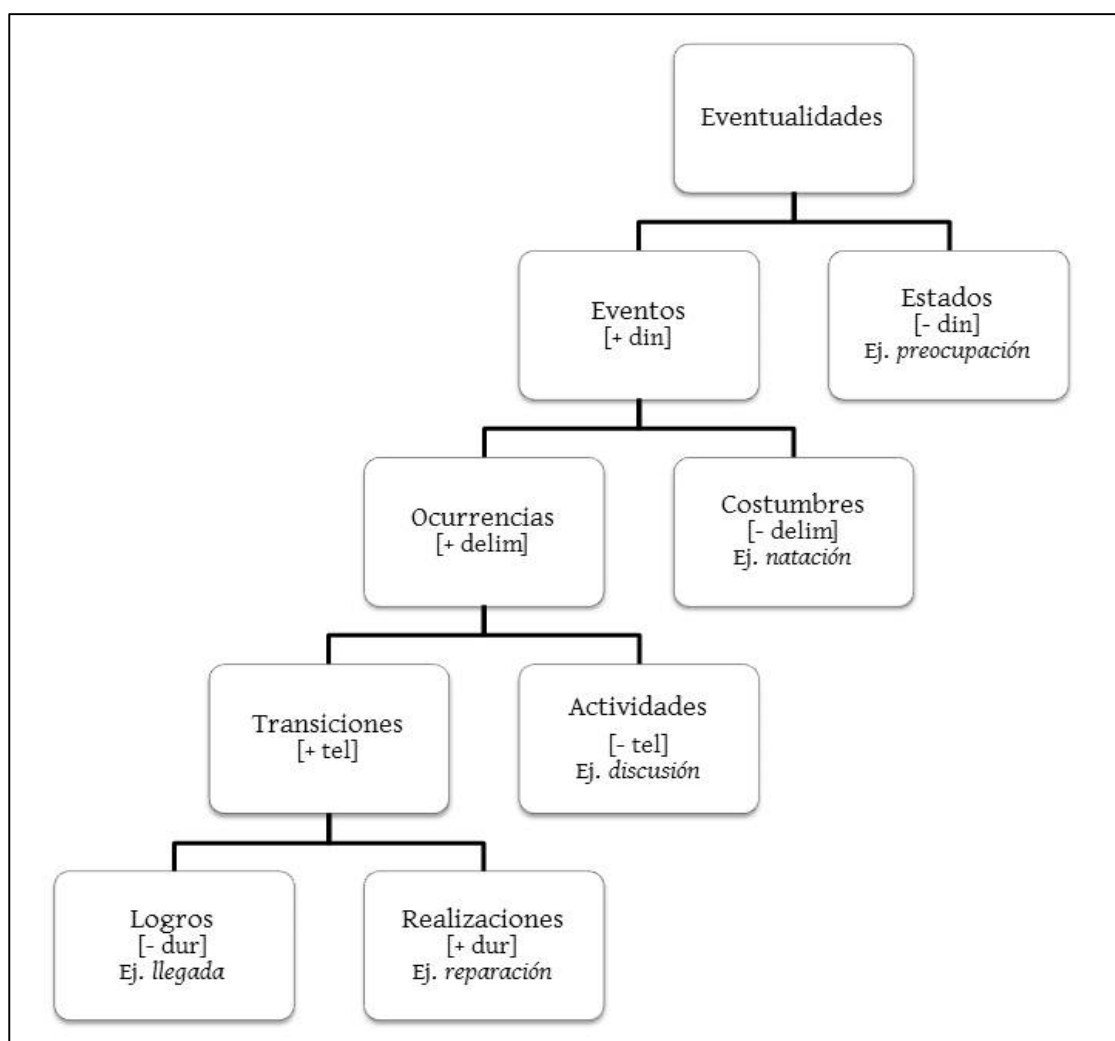 Eventualidades
Eventos
[+ din]
Estados
[- din]
Ej. preocupación
Ocurrencias
[+ delim]
Costumbres
[- delim]
Ej. natación
Transiciones
[+ tel]
Actividades
[- tel]
Ej. discusión
Logros
[- dur]
Ej. llegada
Realizaciones
[+ dur]
Ej. reparación